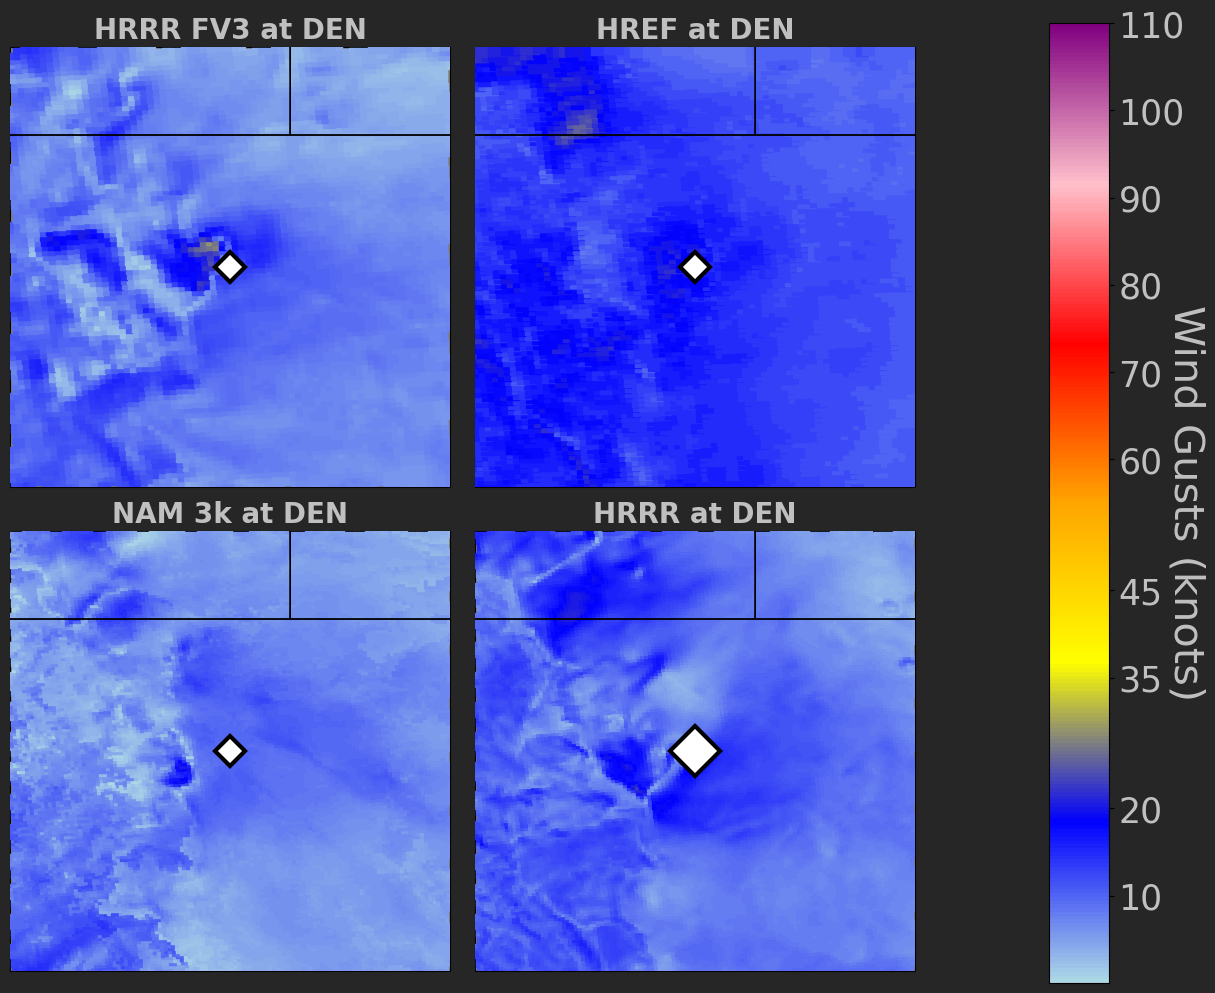 HRRR FV3 at DEN
HREF at DEN
NAM 3k at DEN
HRRR at DEN
110
100
90
80
70
60
45
35
20
10
Wind Gusts (knots)